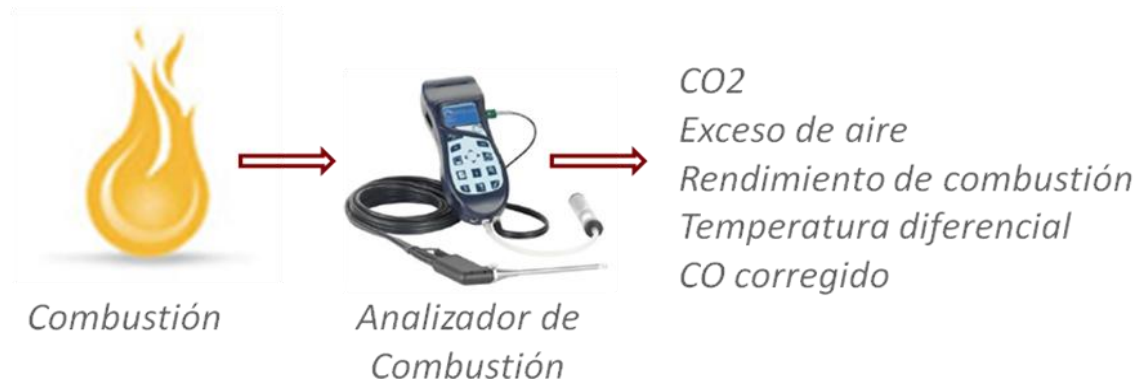 CO2
Exceso de aire
Rendimiento de combustión
Temperatura diferencial
CO corregido
Combustión
Analizador de
Combustión